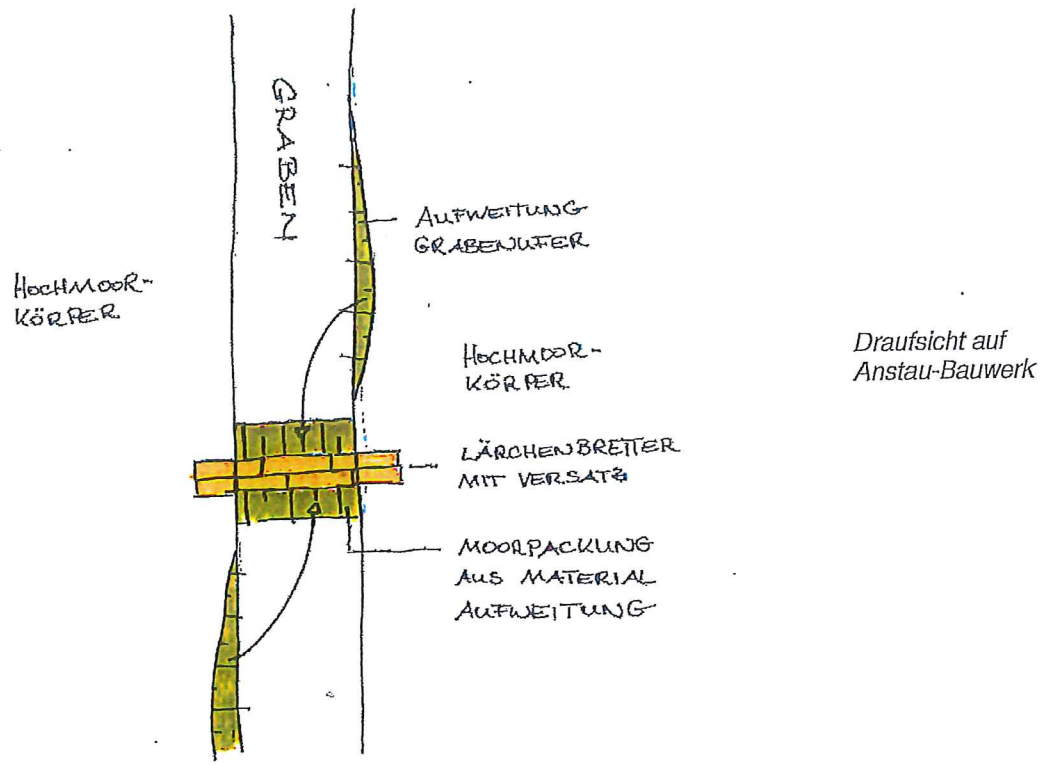 GRABEN
AUFWEITUNG
GRABENUFER
HOCHMOOR-
KÖRPER
HOCHMOOR-
KÖRPER
Draufsicht auf
Anstau-Bauwerk
LÄRCHENBRETTER
MIT VERSATZ
MOORPACKUNG
AUS MATERIAL
AUFWEITUNG